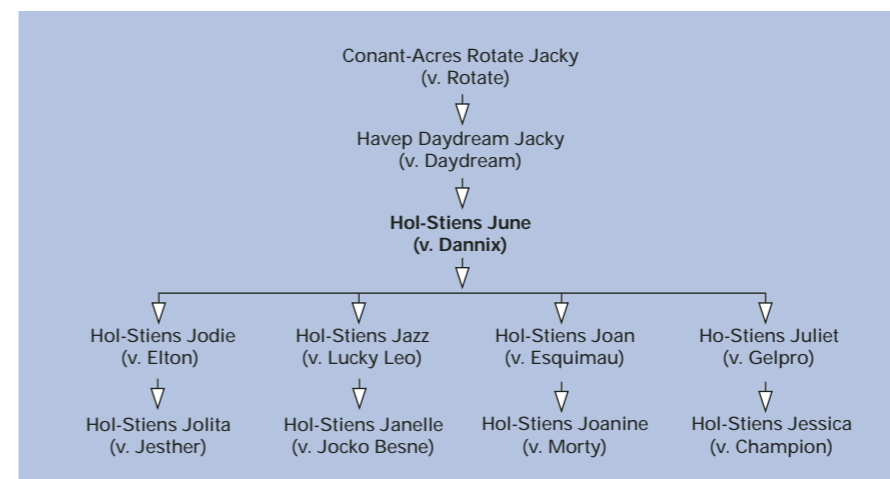 Conant-Acres Rotate Jacky
(v. Rotate)
Havep Daydream Jacky
(v. Daydream)
Hol-Stiens June
(v. Dannix)
Hol-Stiens Jodie
(v. Elton)
Hol-Stiens Jazz
(v. Lucky Leo)
Hol-Stiens Joan
(v. Esquimau)
Ho-Stiens Juliet
(v. Gelpro)
Hol-Stiens Jolita
(v. Jesther)
Hol-Stiens Janelle
(v. Jocko Besne)
Hol-Stiens Joanine
(v. Morty)
Hol-Stiens Jessica
(v. Champion)